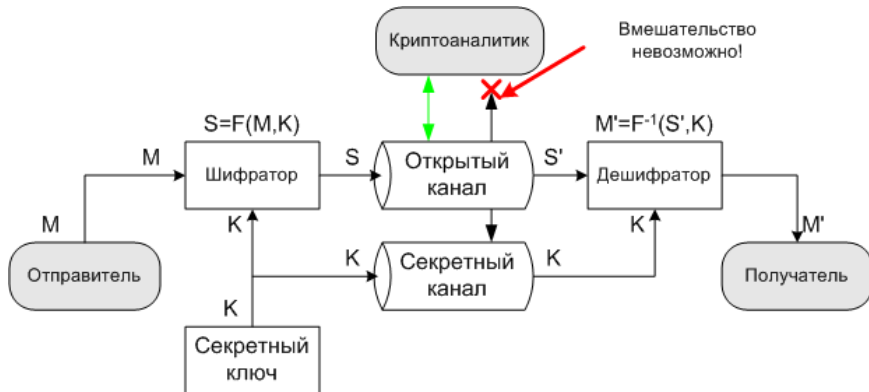 Криптоаналитик
Вмешательство
невозможно!
S=F(M,K)
M'=F⁻¹(S',K)
M
Шифратор
S
Открытый
канал
S'
Дешифратор
M
K
K
M'
Отправитель
K
Секретный
канал
K
Получатель
K
Секретный
ключ